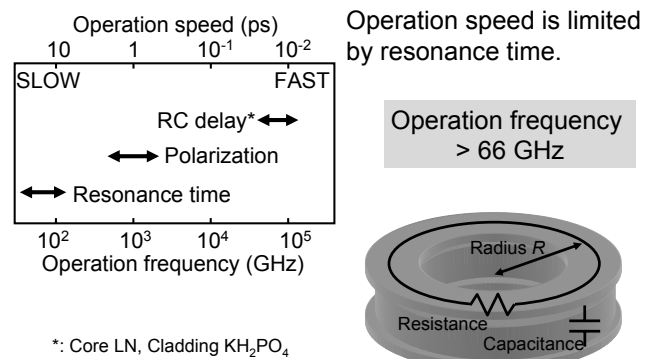 Operation speed (ps)
10 1 10⁻¹ 10⁻²
SLOW FAST
RC delay*
Polarization
Resonance time
10² 10³ 10⁴ 10⁵
Operation frequency (GHz)
*: Core LN, Cladding KH₂PO₄
Operation speed is limited
by resonance time.
Operation frequency
> 66 GHz
Radius R
Resistance
Capacitance